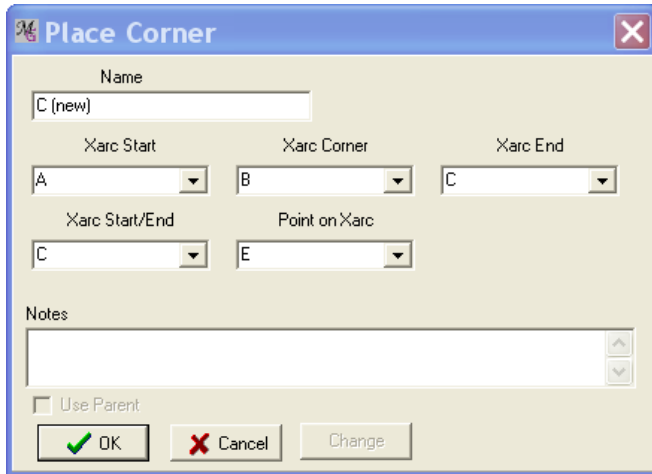 Place Corner
Name
C (new)
Xarc Start Xarc Corner Xarc End
A B C
Xarc Start/End Point on Xarc
C E
Notes
Use Parent
OK Cancel Change